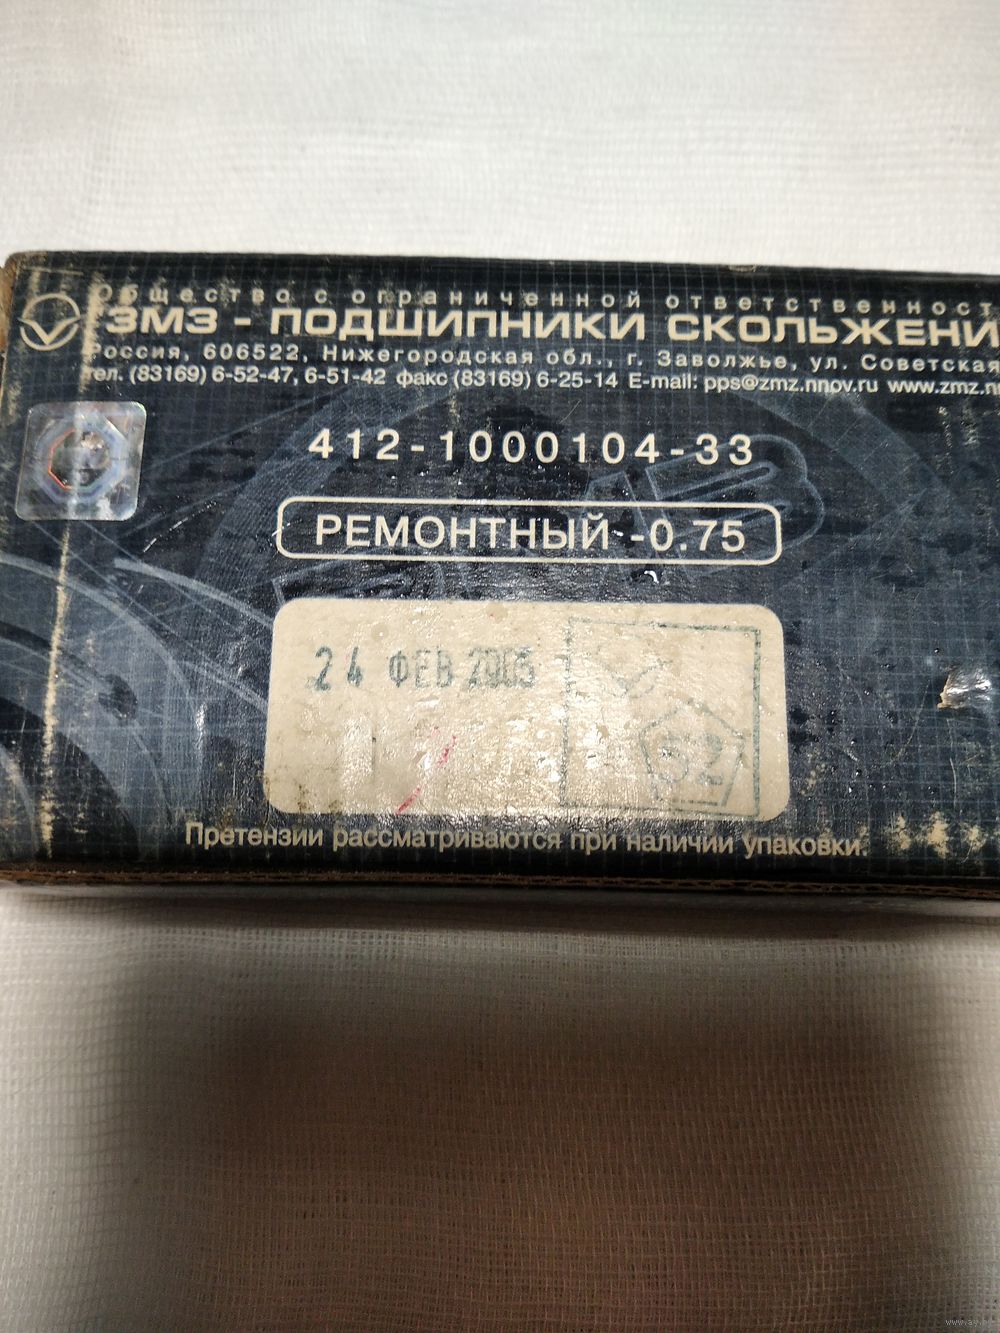 Общество с ограниченной ответственност
ЗМЗ - ПОДШИПНИКИ СКОЛЬЖЕНИ
Россия, 606522, Нижегородская обл., г. Заволжье, ул. Советская
тел. (83169) 6-52-47, 6-51-42 факс (83169) 6-25-14 E-mail: pps@zmz.nnov.ru www.zmz.n
412-1000104-33
РЕМОНТНЫЙ -0.75
24 ФЕВ 2005
52
Претензии рассматриваются при наличии упаковки.